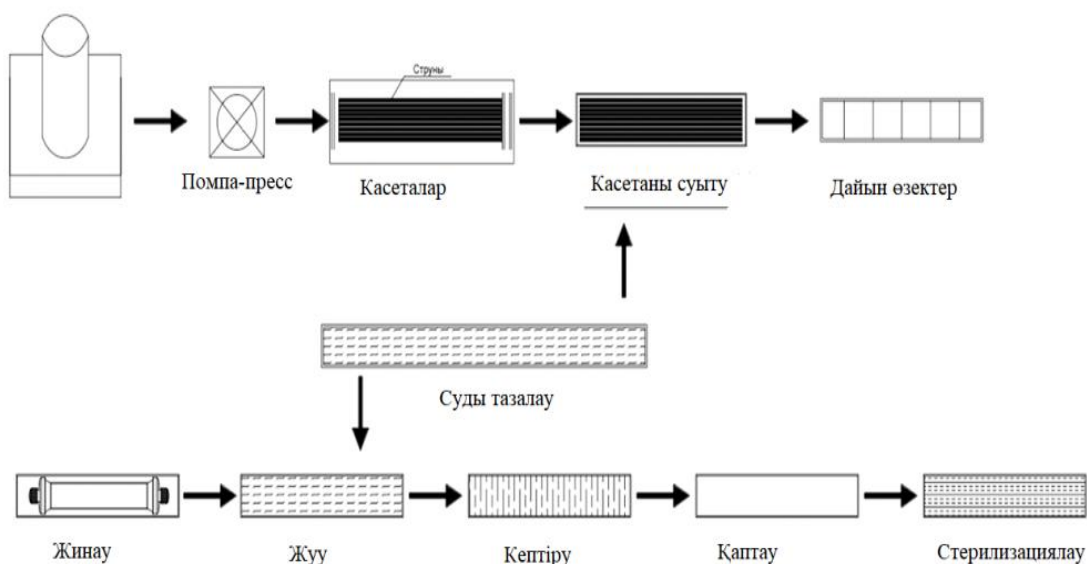 Струны
Помпа-пресс
Касеталар
Касетаны суыту
Дайын өзектер
Суды тазалау
Жинау
Жуу
Кептіру
Қаптау
Стерилизациялау